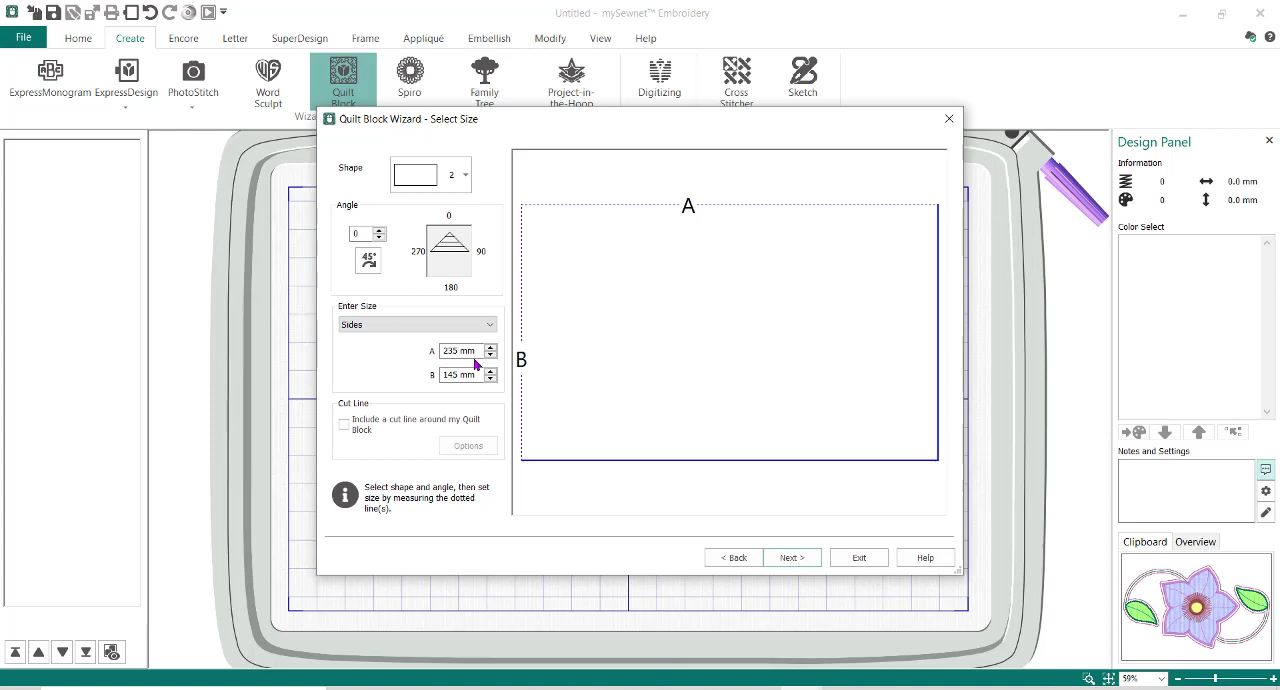 Untitled - mySewnet™ Embroidery
File Home Create Encore Letter SuperDesign Frame Appliqué Embellish Modify View Help
ExpressMonogram ExpressDesign PhotoStitch Word Sculpt Quilt Block Spiro Family Tree Project-in-the-Hoop Digitizing Cross Stitcher Sketch
Wiza
Quilt Block Wizard - Select Size
Shape
2
Angle
0
0
45°
270
90
180
Enter Size
Sides
A 235 mm
B 145 mm
Cut Line
Include a cut line around my Quilt
Block
Options
Select shape and angle, then set
size by measuring the dotted
line(s).
A
B
< Back
Next >
Exit
Help
Design Panel
Information
0 0.0 mm
0 0.0 mm
Color Select
Notes and Settings
Clipboard Overview
59%